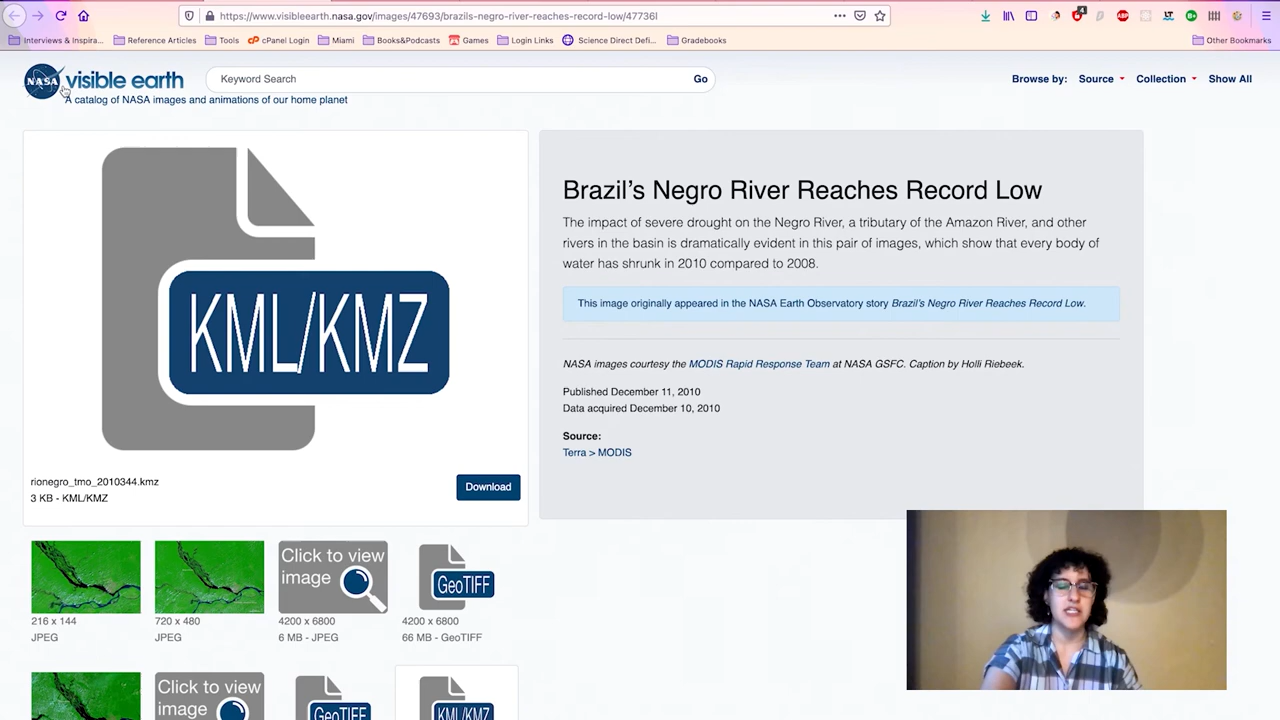 https://www.visibleearth.nasa.gov/images/47693/brazils-negro-river-reaches-record-low/47736l
Interviews & Inspira... Reference Articles Tools cPanel Login Miami Books&Podcasts Games Login Links Science Direct Defi... Gradebooks Other Bookmarks
NASA visible earth
A catalog of NASA images and animations of our home planet
Keyword Search Go
Browse by: Source Collection Show All
KML/KMZ
rionegro_tmo_2010344.kmz
3 KB - KML/KMZ
Download
Brazil's Negro River Reaches Record Low
The impact of severe drought on the Negro River, a tributary of the Amazon River, and other
rivers in the basin is dramatically evident in this pair of images, which show that every body of
water has shrunk in 2010 compared to 2008.
This image originally appeared in the NASA Earth Observatory story Brazil's Negro River Reaches Record Low.
NASA images courtesy the MODIS Rapid Response Team at NASA GSFC. Caption by Holli Riebeek.
Published December 11, 2010
Data acquired December 10, 2010
Source:
Terra > MODIS
Click to view
image
GeoTIFF
216 x 144
JPEG
720 x 480
JPEG
4200 x 6800
6 MB - JPEG
4200 x 6800
66 MB - GeoTIFF
Click to view
image
GeoTIFF
KML/KMZ